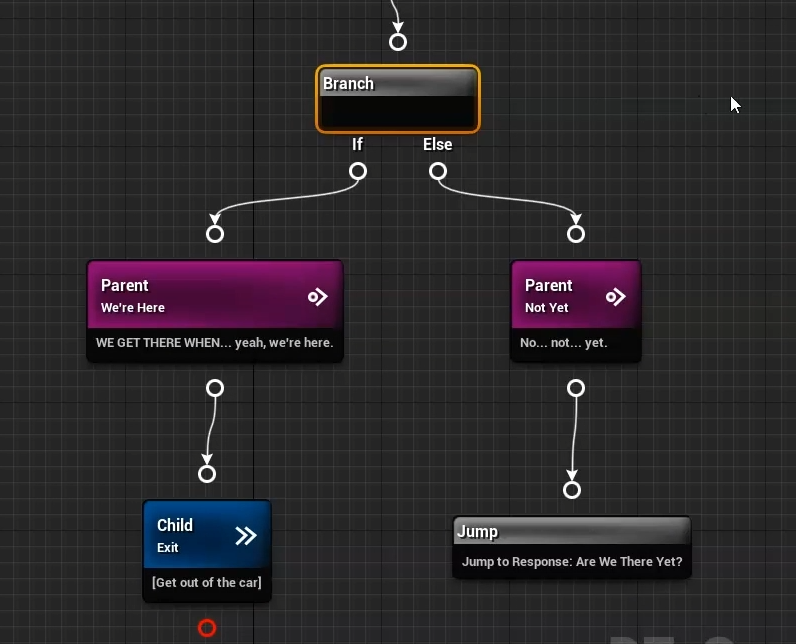 Branch
If
Else
Parent
We're Here
WE GET THERE WHEN... yeah, we're here.
Parent
Not Yet
No... not... yet.
Child
Exit
[Get out of the car]
Jump
Jump to Response: Are We There Yet?